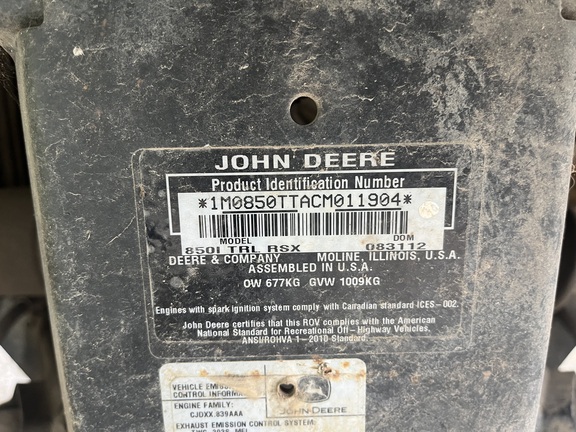 JOHN DEERE
Product Identification Number
*1M0850TTACM011904*
MODEL DOM
850I TRL RSX 083112
DEERE & COMPANY MOLINE, ILLINOIS, U.S.A.
ASSEMBLED IN U.S.A.
OW 677KG GVW 1009KG
Engines with spark ignition system comply with Canadian standard ICES-002.
John Deere certifies that this ROV complies with the American
National Standard for Recreational Off-Highway Vehicles.
ANSI/ROHVA 1-2010 Standard.
VEHICLE
CONTROL INFORMA
ENGINE FAMILY:
CJDXX.839AAA
JOHN DEERE
EXHAUST EMISSION CONTROL SYSTEM: